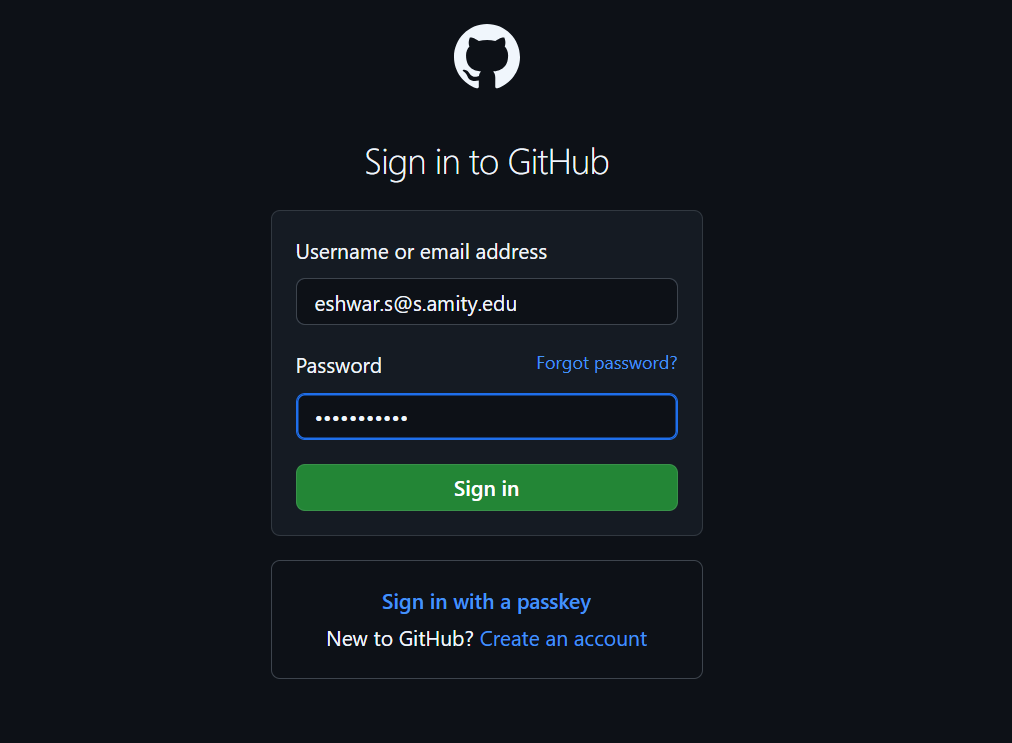 Sign in to GitHub
Username or email address
eshwar.s@s.amity.edu
Password Forgot password?
•••••••••••
Sign in
Sign in with a passkey
New to GitHub? Create an account